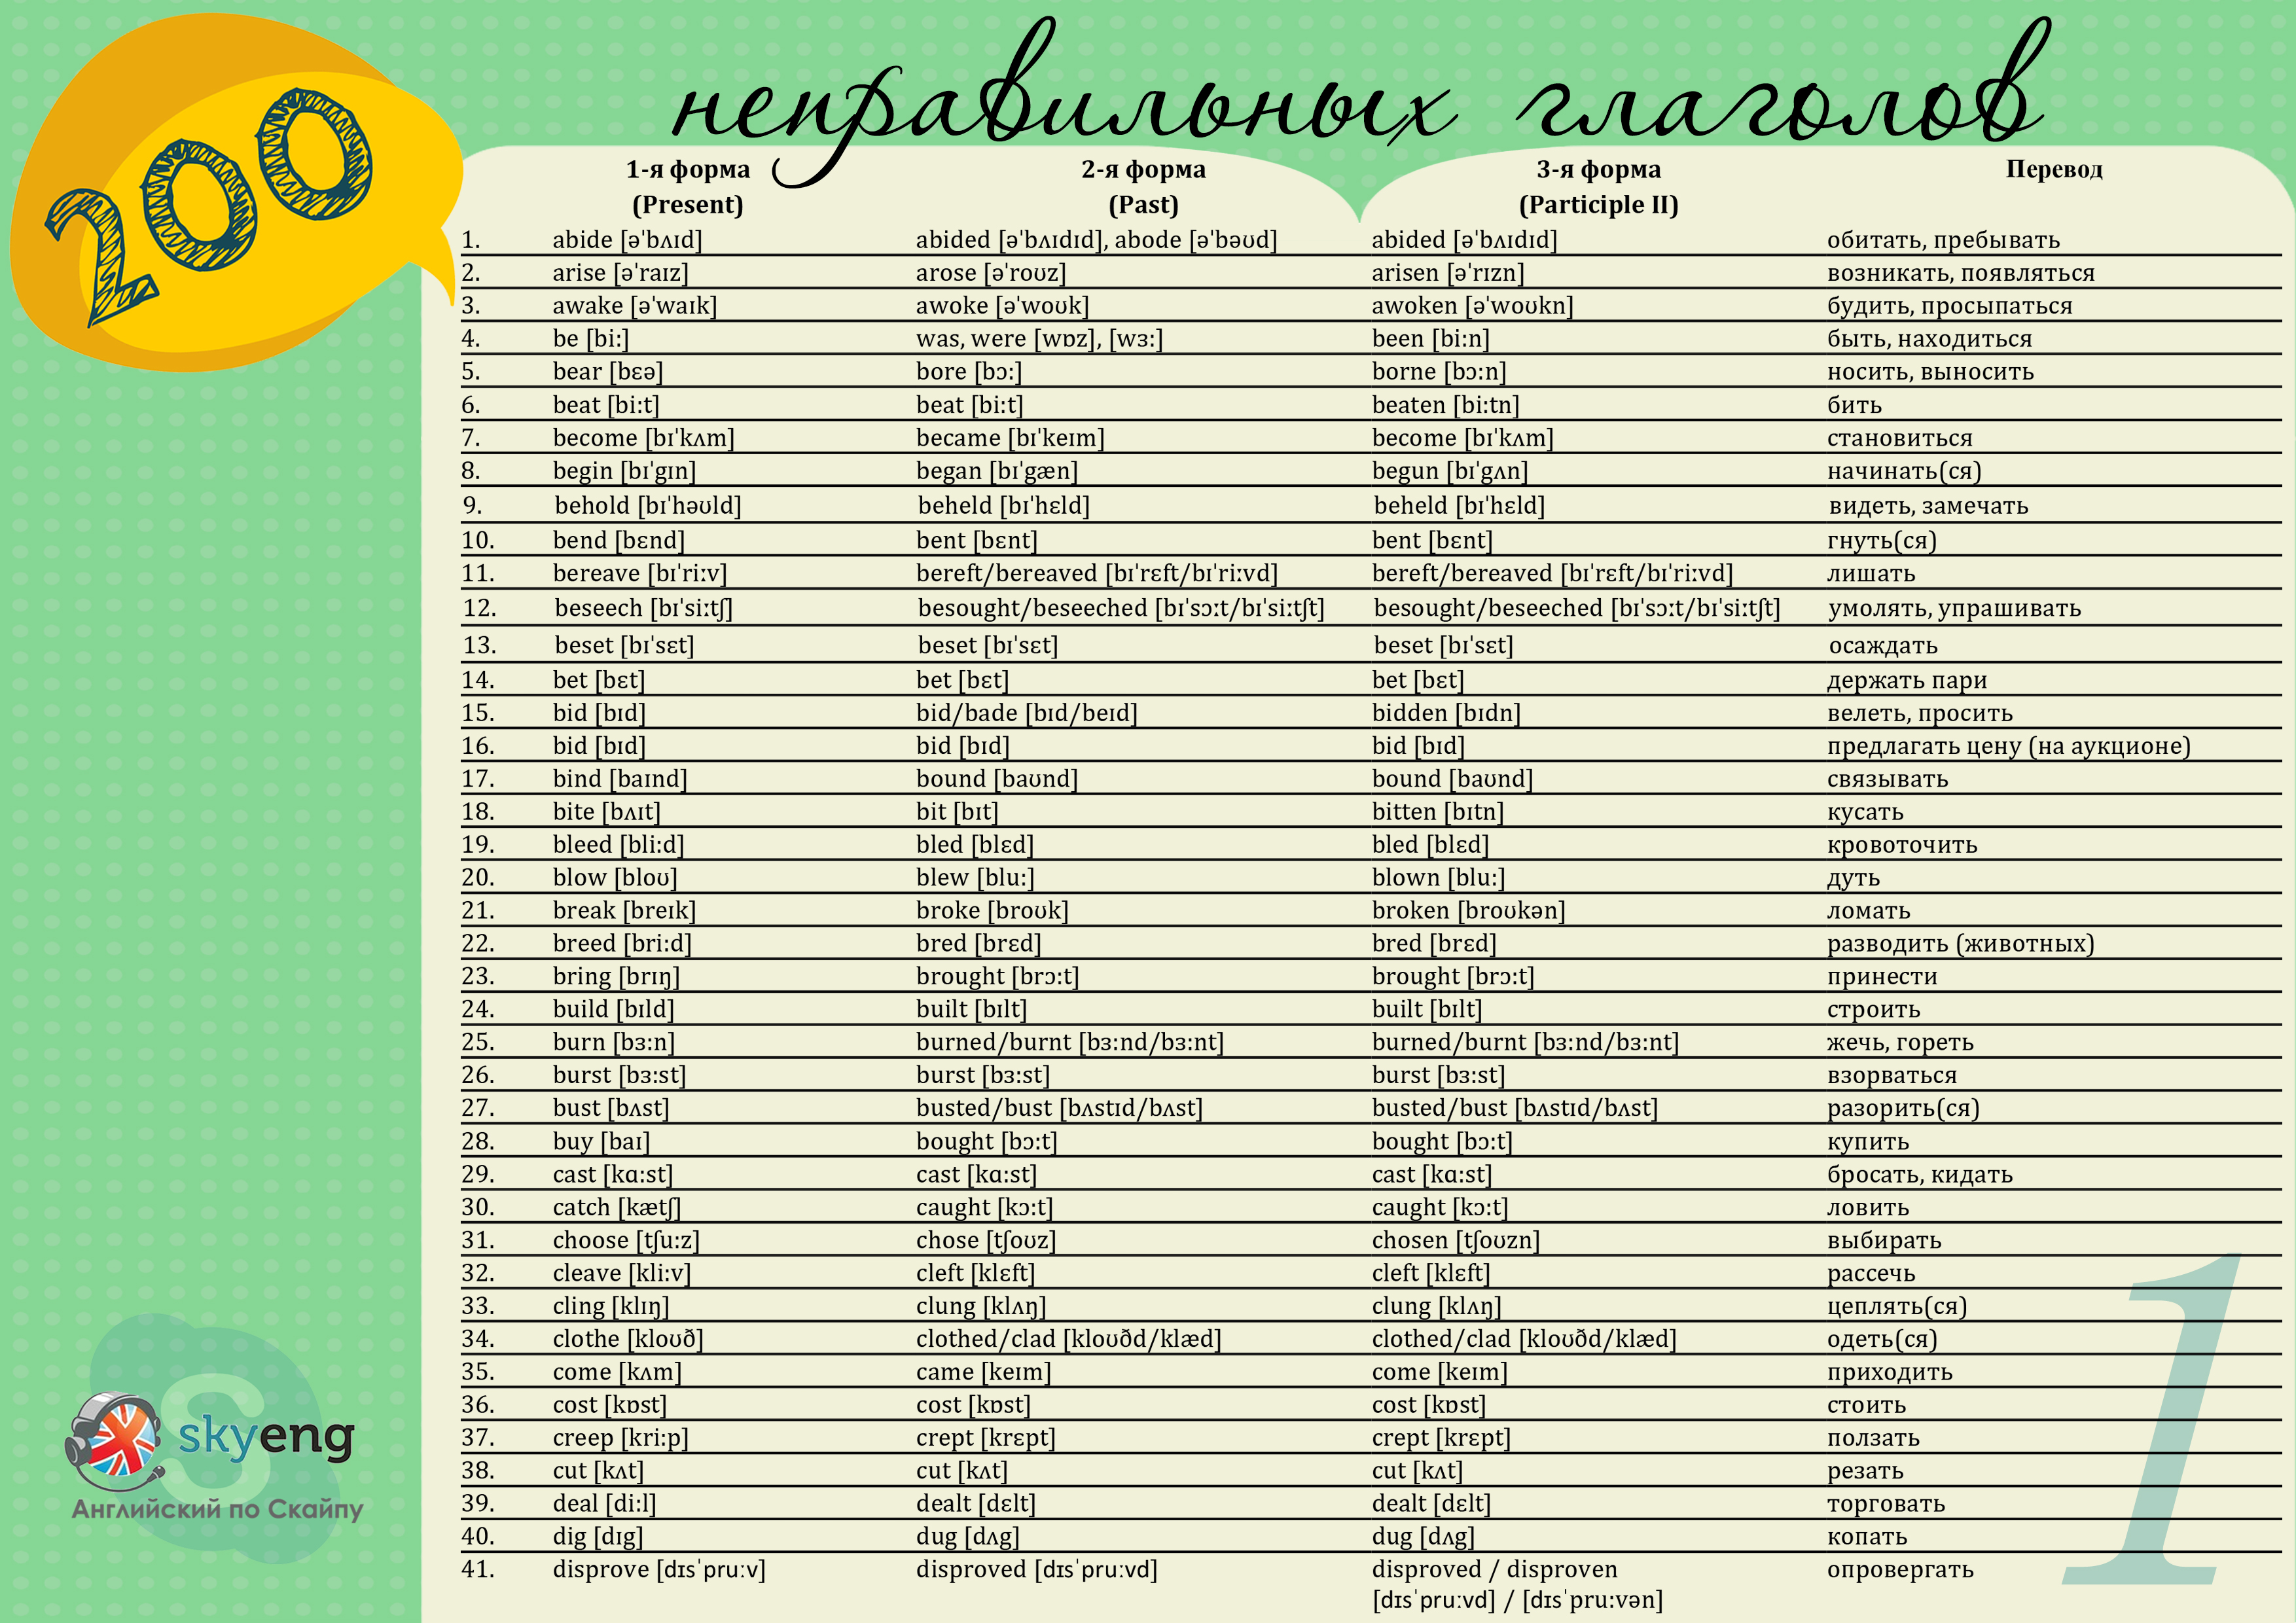 200
неправильных глаголов
1-я форма 2-я форма 3-я форма Перевод
(Present) (Past) (Participle II)
1. abide [ə'bʌɪd] abided [ə'bʌɪdɪd], abode [ə'bəʊd] abided [ə'bʌɪdɪd] обитать, пребывать
2. arise [ə'raɪz] arose [ə'roʊz] arisen [ə'rɪzn] возникать, появляться
3. awake [ə'waɪk] awoke [ə'woʊk] awoken [ə'woʊkn] будить, просыпаться
4. be [bi:] was, were [wɒz], [wɜ:] been [bi:n] быть, находиться
5. bear [bɛə] bore [bɔ:] borne [bɔ:n] носить, выносить
6. beat [bi:t] beat [bi:t] beaten [bi:tn] бить
7. become [bɪ'kʌm] became [bɪ'keɪm] become [bɪ'kʌm] становиться
8. begin [bɪ'gɪn] began [bɪ'gæn] begun [bɪ'gʌn] начинать(ся)
9. behold [bɪ'həʊld] beheld [bɪ'hɛld] beheld [bɪ'hɛld] видеть, замечать
10. bend [bɛnd] bent [bɛnt] bent [bɛnt] гнуть(ся)
11. bereave [bɪ'ri:v] bereft/bereaved [bɪ'rɛft/bɪ'ri:vd] bereft/bereaved [bɪ'rɛft/bɪ'ri:vd] лишать
12. beseech [bɪ'si:tʃ] besought/beseeched [bɪ'sɔ:t/bɪ'si:tʃt] besought/beseeched [bɪ'sɔ:t/bɪ'si:tʃt] умолять, упрашивать
13. beset [bɪ'sɛt] beset [bɪ'sɛt] beset [bɪ'sɛt] осаждать
14. bet [bɛt] bet [bɛt] bet [bɛt] держать пари
15. bid [bɪd] bid/bade [bɪd/beɪd] bidden [bɪdn] велеть, просить
16. bid [bɪd] bid [bɪd] bid [bɪd] предлагать цену (на аукционе)
17. bind [baɪnd] bound [baʊnd] bound [baʊnd] связывать
18. bite [bʌɪt] bit [bɪt] bitten [bɪtn] кусать
19. bleed [bli:d] bled [blɛd] bled [blɛd] кровоточить
20. blow [bloʊ] blew [blu:] blown [blu:] дуть
21. break [breɪk] broke [broʊk] broken [broʊkən] ломать
22. breed [bri:d] bred [brɛd] bred [brɛd] разводить (животных)
23. bring [brɪŋ] brought [brɔ:t] brought [brɔ:t] принести
24. build [bɪld] built [bɪlt] built [bɪlt] строить
25. burn [bɜ:n] burned/burnt [bɜ:nd/bɜ:nt] burned/burnt [bɜ:nd/bɜ:nt] жечь, гореть
26. burst [bɜ:st] burst [bɜ:st] burst [bɜ:st] взорваться
27. bust [bʌst] busted/bust [bʌstɪd/bʌst] busted/bust [bʌstɪd/bʌst] разорить(ся)
28. buy [baɪ] bought [bɔ:t] bought [bɔ:t] купить
29. cast [kɑ:st] cast [kɑ:st] cast [kɑ:st] бросать, кидать
30. catch [kætʃ] caught [kɔ:t] caught [kɔ:t] ловить
31. choose [tʃu:z] chose [tʃoʊz] chosen [tʃoʊzn] выбирать
32. cleave [kli:v] cleft [klɛft] cleft [klɛft] рассечь
33. cling [klɪŋ] clung [klʌŋ] clung [klʌŋ] цеплять(ся)
34. clothe [kloʊð] clothed/clad [kloʊðd/klæd] clothed/clad [kloʊðd/klæd] одеть(ся)
35. come [kʌm] came [keɪm] come [keɪm] приходить
36. cost [kɒst] cost [kɒst] cost [kɒst] стоить
37. creep [kri:p] crept [krɛpt] crept [krɛpt] ползать
38. cut [kʌt] cut [kʌt] cut [kʌt] резать
39. deal [di:l] dealt [dɛlt] dealt [dɛlt] торговать
40. dig [dɪg] dug [dʌg] dug [dʌg] копать
41. disprove [dɪsˈpruːv] disproved [dɪsˈpruːvd] disproved / disproven опровергать
[dɪsˈpruːvd] / [dɪsˈpru:vən]
1
S
skyeng
Английский по Скайпу